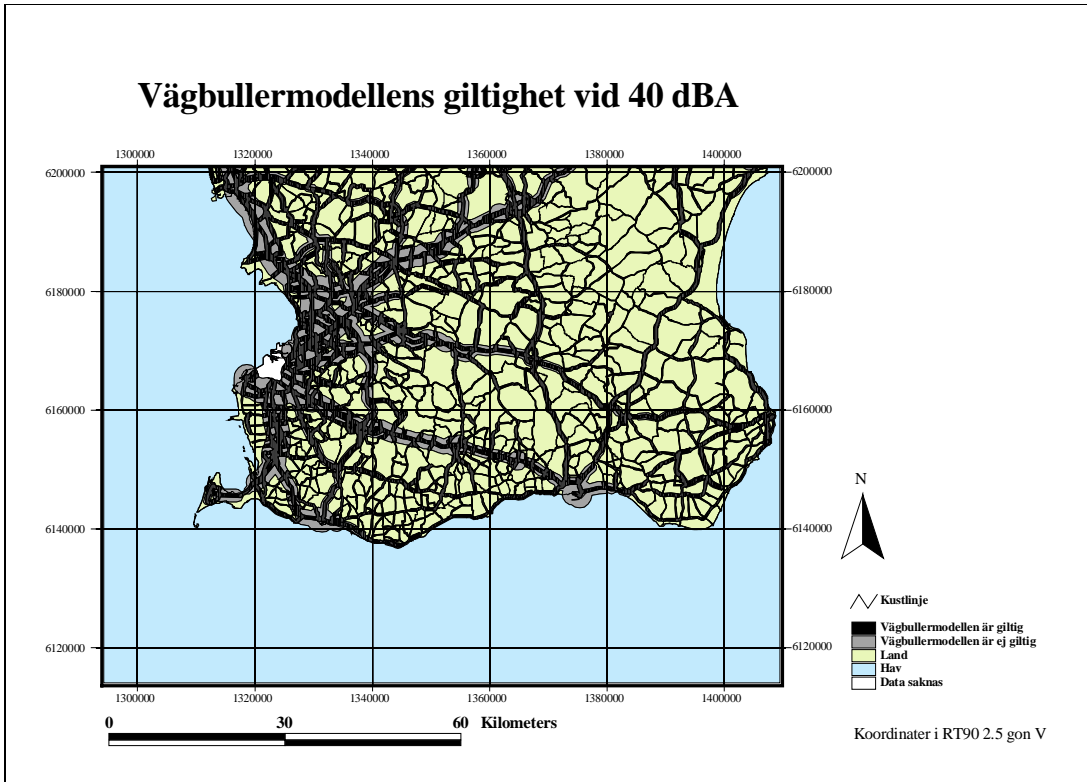 Vägbullermodellens giltighet vid 40 dBA
1300000 1320000 1340000 1360000 1380000 1400000
6200000 6200000
6180000 6180000
6160000 6160000
6140000 6140000
6120000 6120000
1300000 1320000 1340000 1360000 1380000 1400000
0 30 60 Kilometers
N
Kustlinje
Vägbullermodellen är giltig
Vägbullermodellen är ej giltig
Land
Hav
Data saknas
Koordinater i RT90 2.5 gon V